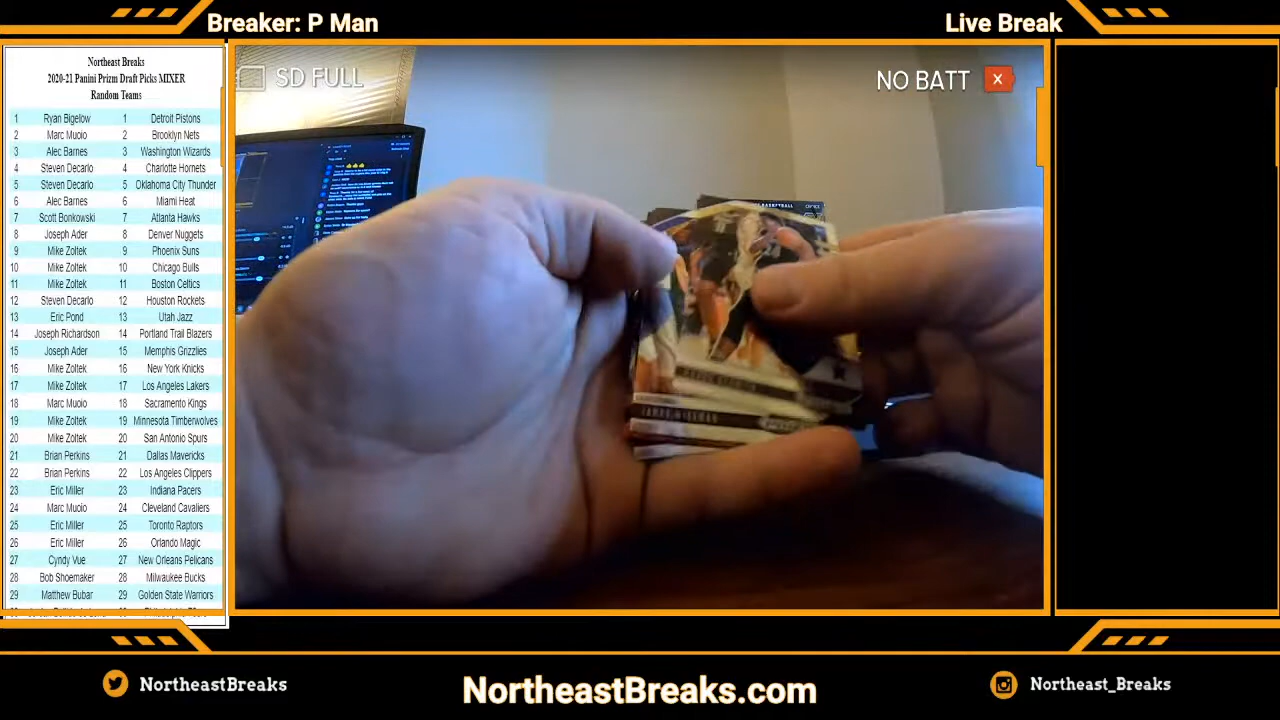 Breaker: P Man
Live Break
Northeast Breaks
2020-21 Panini Prizm Draft Picks MIXER
Random Teams
1 Ryan Bigelow 1 Detroit Pistons
2 Marc Muoio 2 Brooklyn Nets
3 Alec Barnes 3 Washington Wizards
4 Steven Decarlo 4 Charlotte Hornets
5 Steven Decarlo 5 Oklahoma City Thunder
6 Alec Barnes 6 Miami Heat
7 Scott Bonkowski 7 Atlanta Hawks
8 Joseph Ader 8 Denver Nuggets
9 Mike Zoltek 9 Phoenix Suns
10 Mike Zoltek 10 Chicago Bulls
11 Mike Zoltek 11 Boston Celtics
12 Steven Decarlo 12 Houston Rockets
13 Eric Pond 13 Utah Jazz
14 Joseph Richardson 14 Portland Trail Blazers
15 Joseph Ader 15 Memphis Grizzlies
16 Mike Zoltek 16 New York Knicks
17 Mike Zoltek 17 Los Angeles Lakers
18 Marc Muoio 18 Sacramento Kings
19 Mike Zoltek 19 Minnesota Timberwolves
20 Mike Zoltek 20 San Antonio Spurs
21 Brian Perkins 21 Dallas Mavericks
22 Brian Perkins 22 Los Angeles Clippers
23 Eric Miller 23 Indiana Pacers
24 Marc Muoio 24 Cleveland Cavaliers
25 Eric Miller 25 Toronto Raptors
26 Eric Miller 26 Orlando Magic
27 Cyndy Vue 27 New Orleans Pelicans
28 Bob Shoemaker 28 Milwaukee Bucks
29 Matthew Bubar 29 Golden State Warriors
SD FULL
NO BATT
BASKETBALL
JAMES WISEMAN
NortheastBreaks
NortheastBreaks.com
Northeast_Breaks